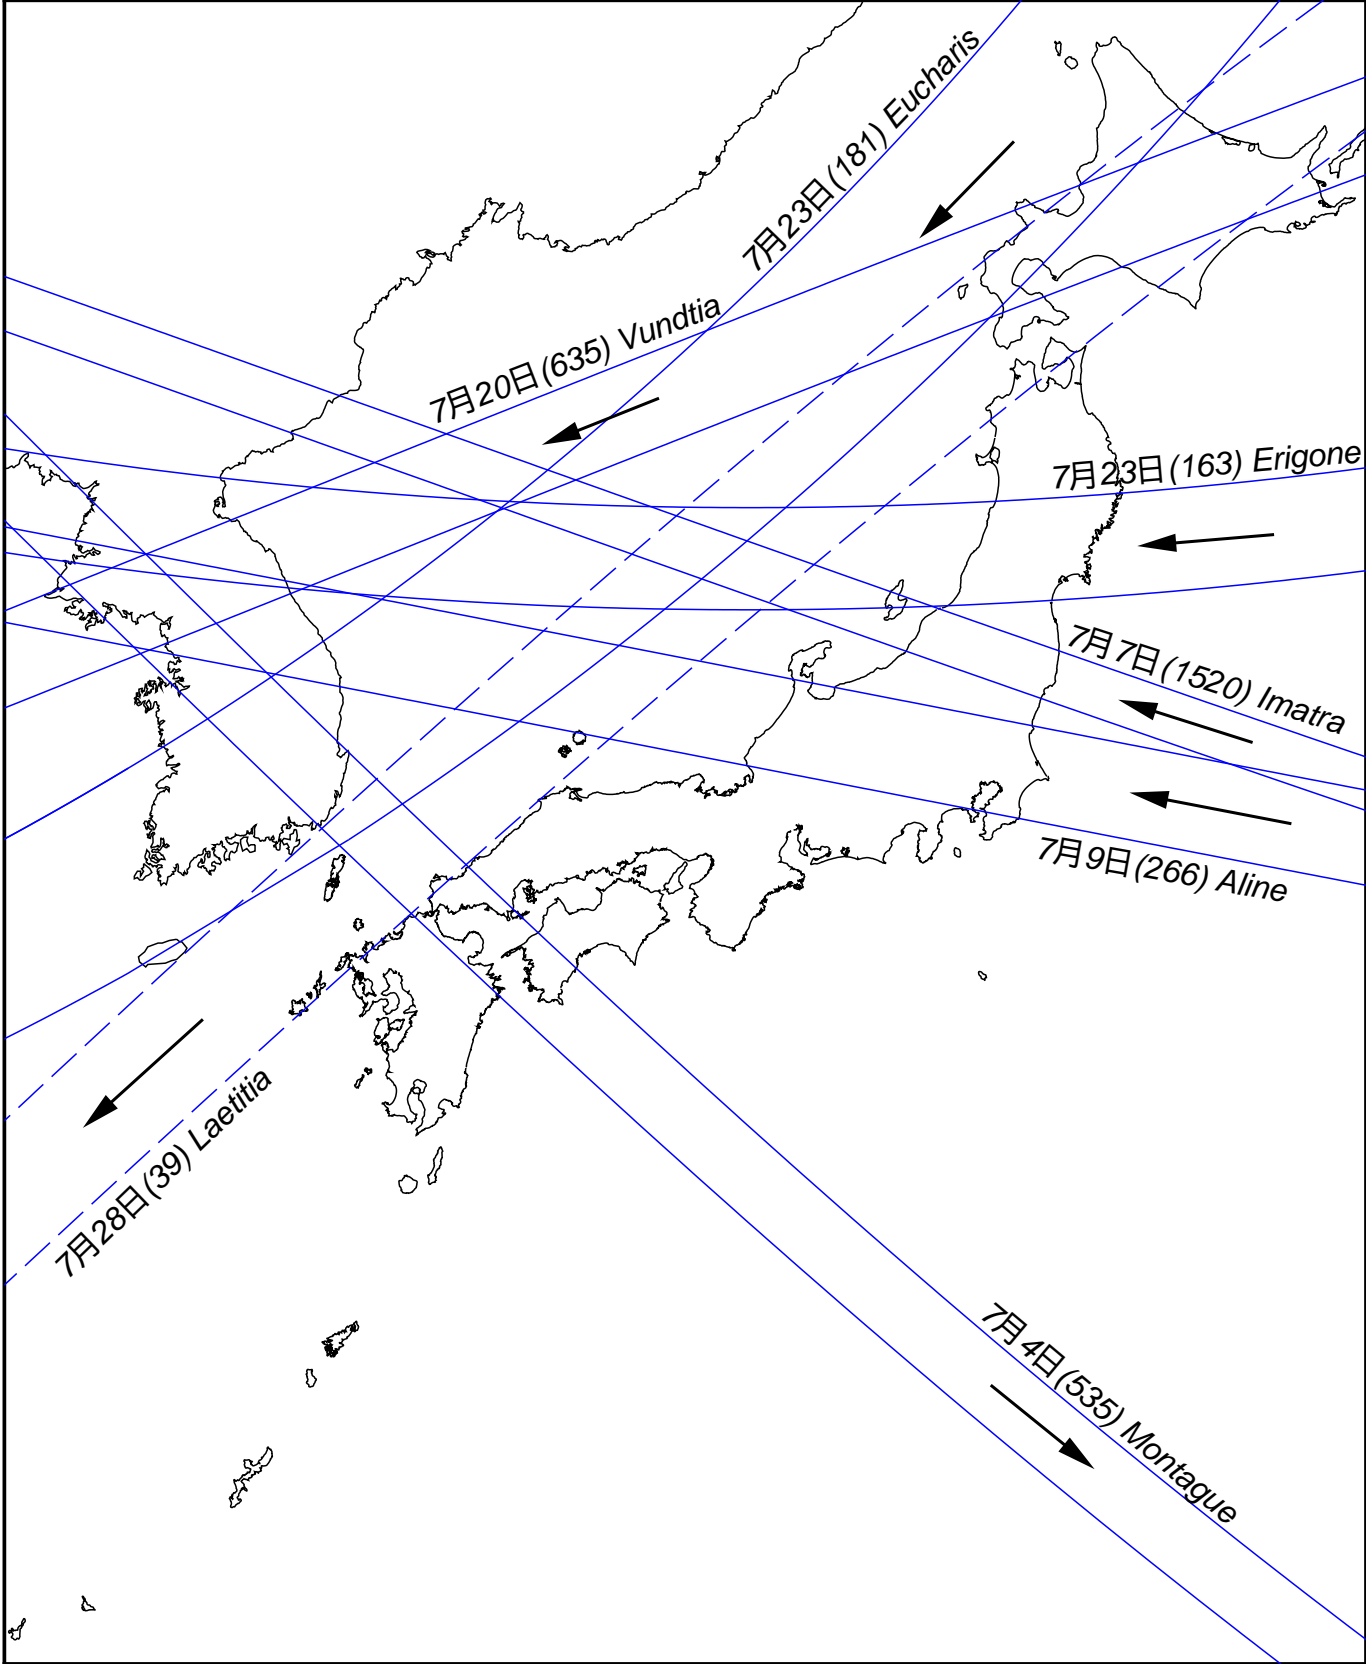 7月23日(181) Eucharis
7月20日(635) Vundtia
7月23日(163) Erigone
7月7日(1520) Imatra
7月9日(266) Aline
7月28日(39) Laetitia
7月4日(535) Montague